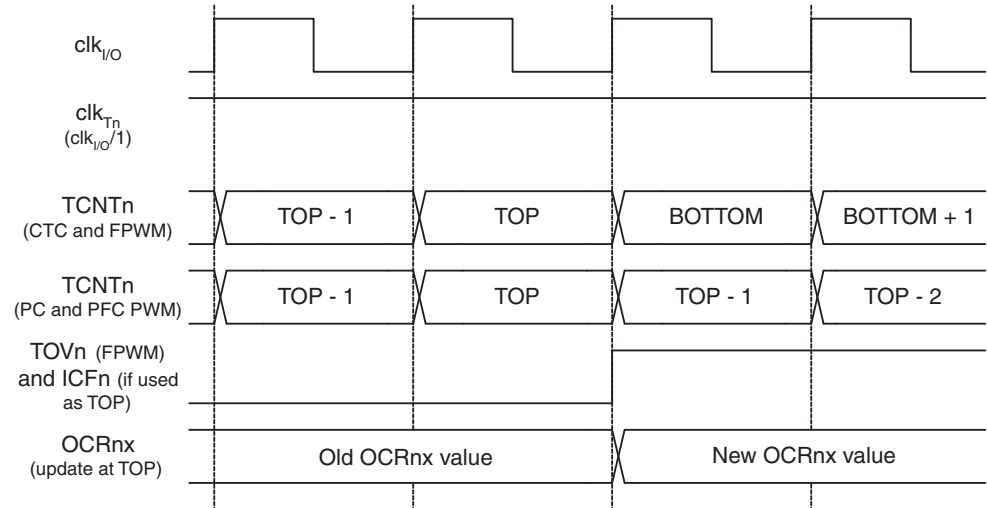 clkI/O
clkTn
(clkI/O/1)
TCNTn
(CTC and FPWM)
TOP - 1
TOP
BOTTOM
BOTTOM + 1
TCNTn
(PC and PFC PWM)
TOP - 1
TOP
TOP - 1
TOP - 2
TOVn (FPWM)
and ICFn (if used
as TOP)
OCRnx
(update at TOP)
Old OCRnx value
New OCRnx value